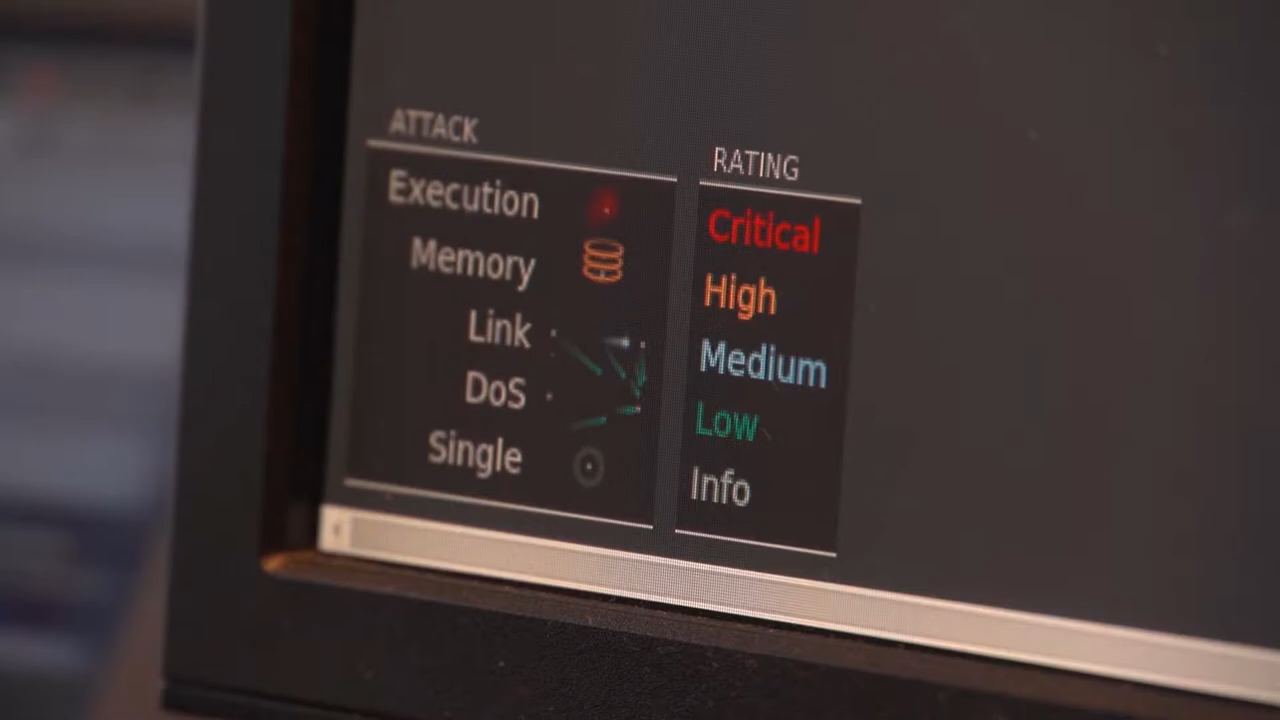 ATTACK
Execution
Memory
Link
DoS
Single
RATING
Critical
High
Medium
Low
Info